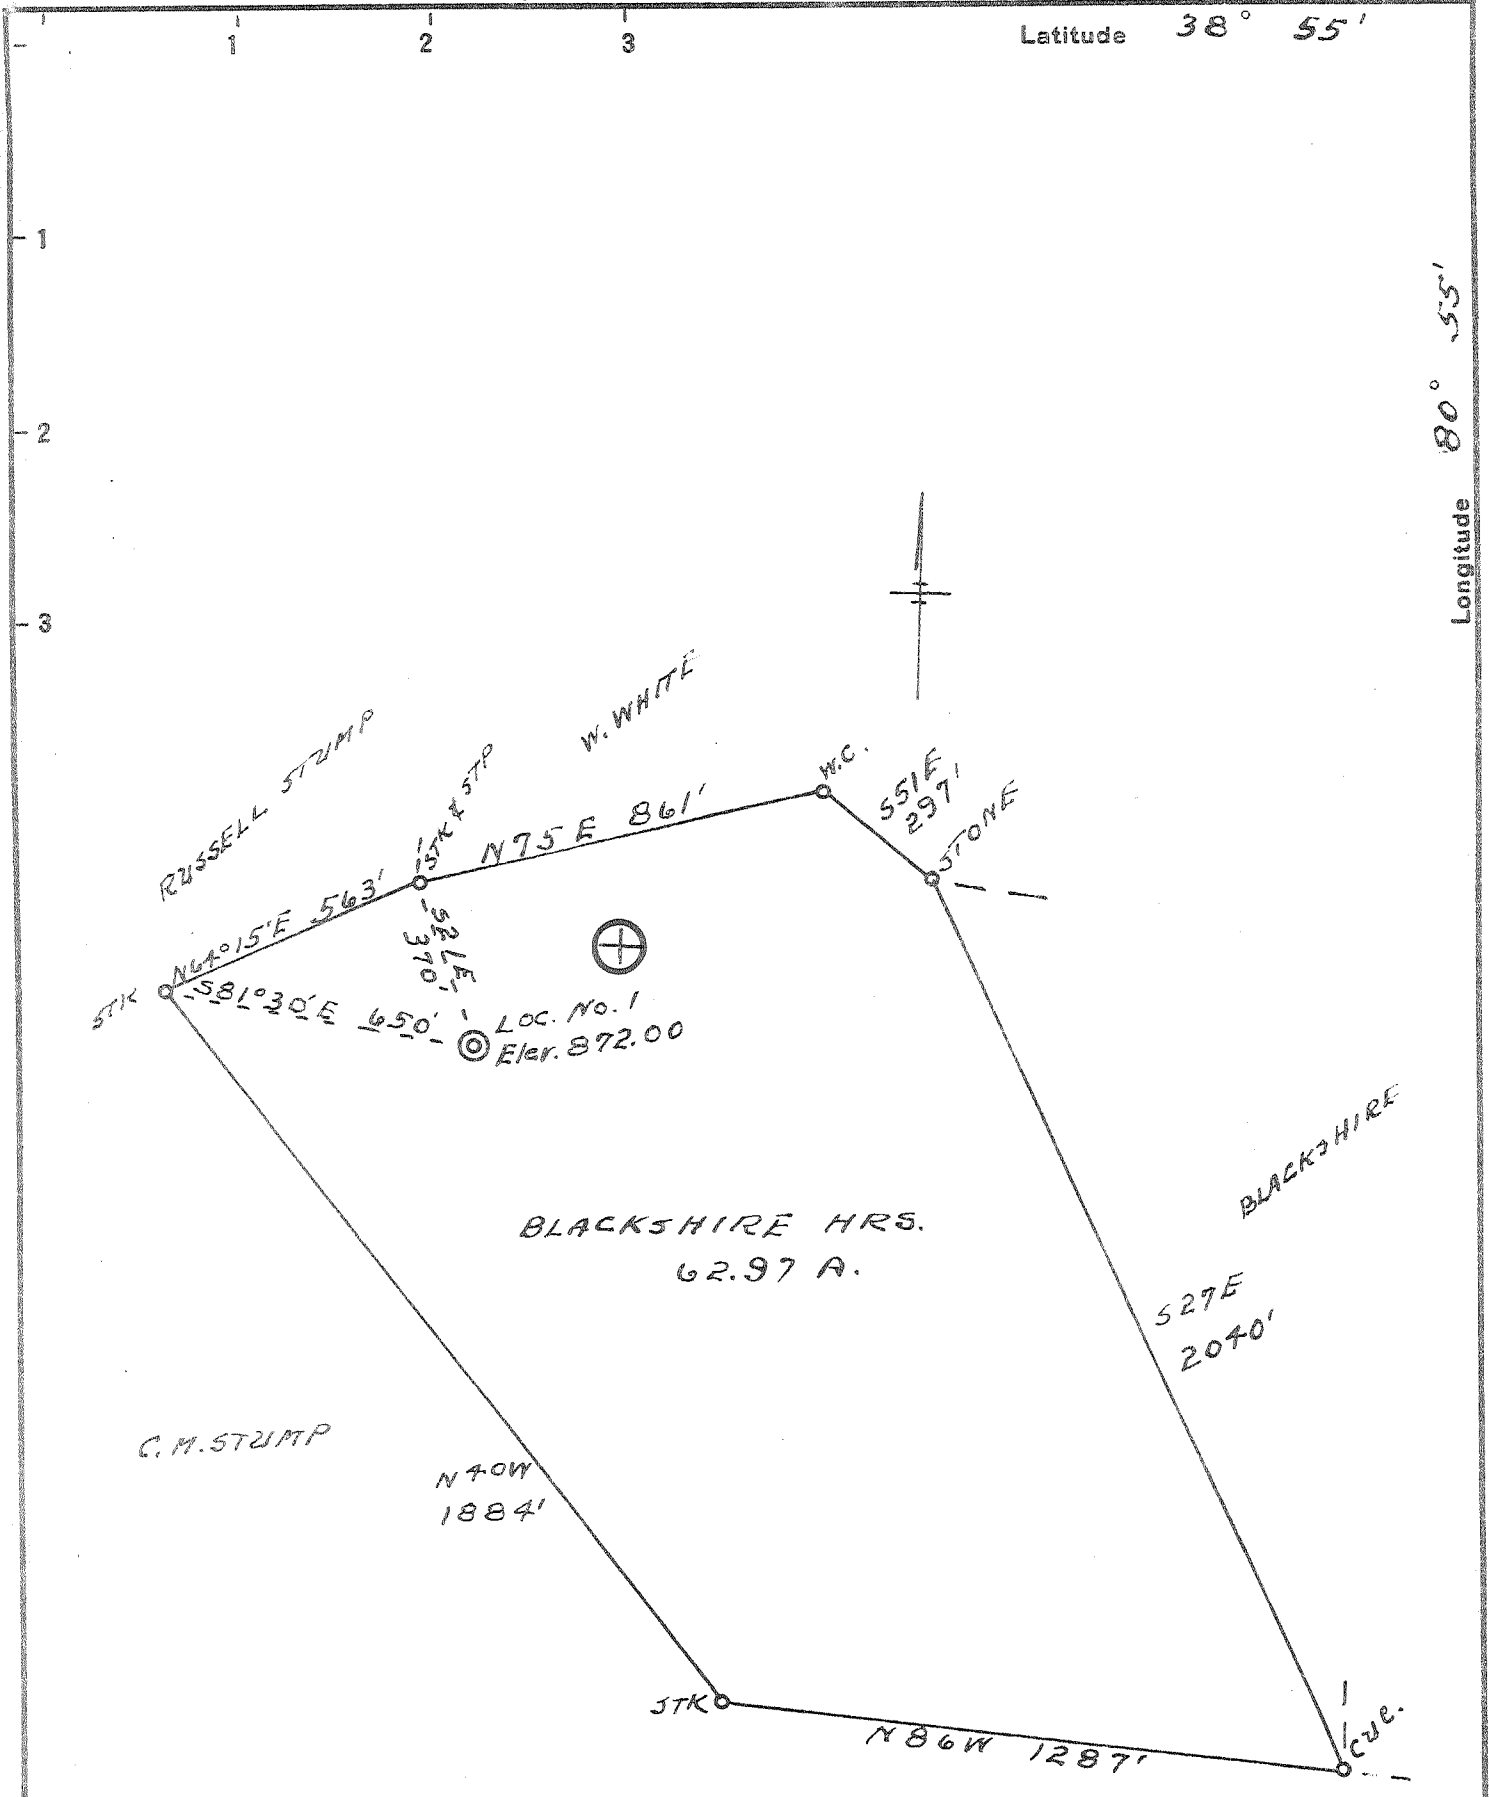 1 2 3
Latitude 38° 55'
1
2
3
Longitude 80° 55'
RUSSELL STUMP
W. WHITE
STK & STP
W.C.
S51E
297'
STONE
N75E 861'
N64°15'E 563'
STK
S21E
370'
S81°30'E 650'
LOC. No. 1
Elev. 872.00
BLACKSHIRE
BLACKSHIRE HRS.
62.97 A.
S27E
2040'
C.M. STUMP
N40W
1884'
STK
N86W 1287'
CUC.